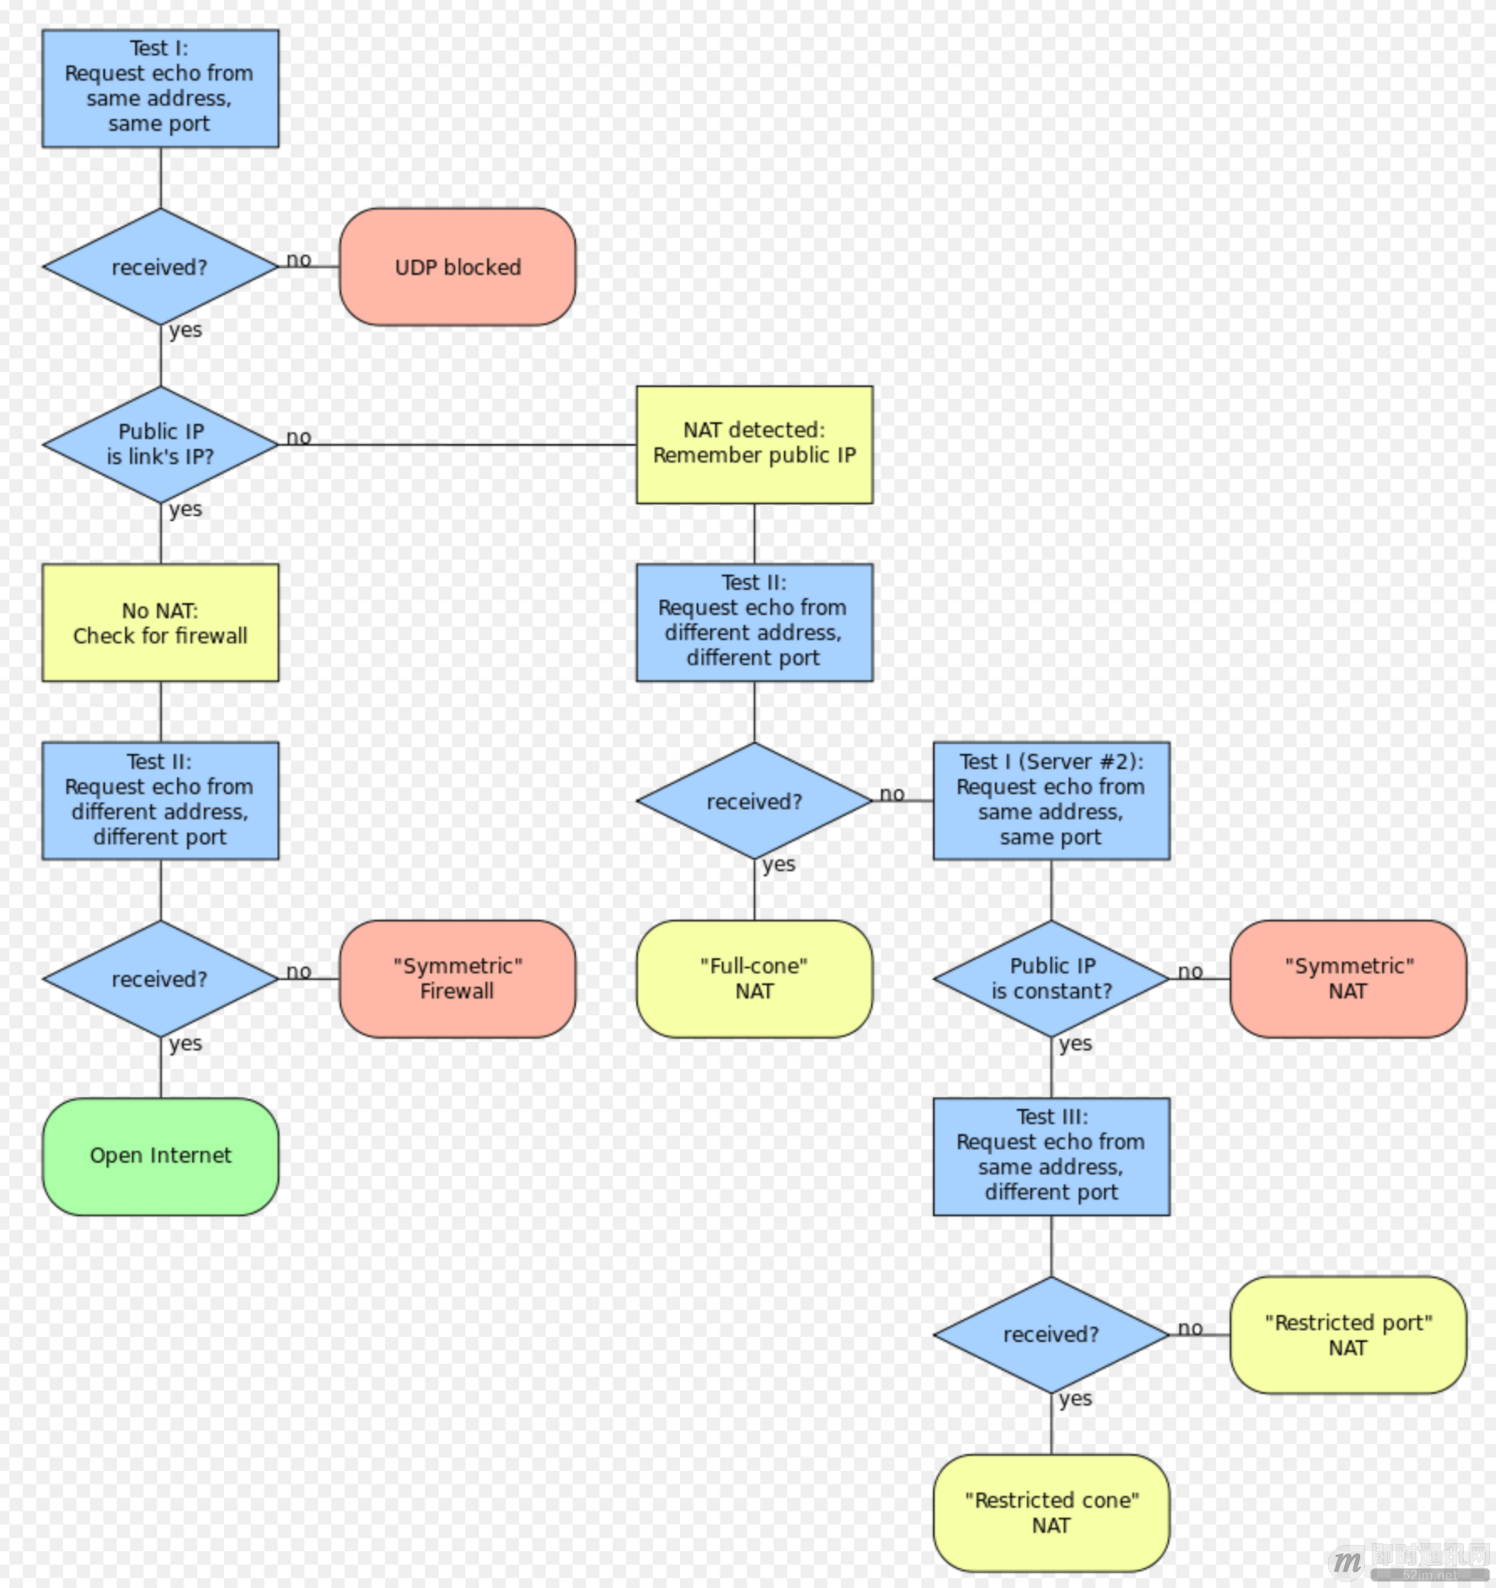 Test I:
Request echo from
same address,
same port
received?
no
UDP blocked
yes
Public IP
is link's IP?
no
NAT detected:
Remember public IP
yes
No NAT:
Check for firewall
Test II:
Request echo from
different address,
different port
Test II:
Request echo from
different address,
different port
received?
no
Test I (Server #2):
Request echo from
same address,
same port
yes
received?
no
"Symmetric"
Firewall
"Full-cone"
NAT
Public IP
is constant?
no
"Symmetric"
NAT
yes
yes
Open Internet
Test III:
Request echo from
same address,
different port
received?
no
"Restricted port"
NAT
yes
"Restricted cone"
NAT
即时通讯网
52im.net